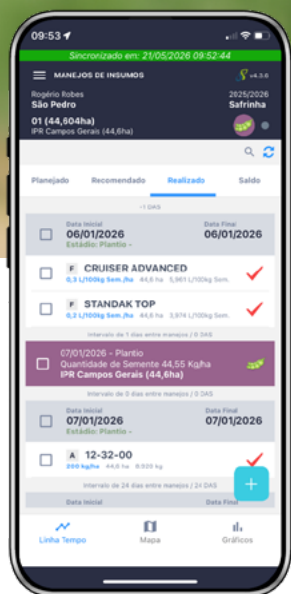 09:53
Sincronizado em: 21/05/2026 09:52:44
MANEJOS DE INSUMOS
v4.3.6
Rogério Robes
2025/2026
São Pedro
Safrinha
01 (44,604ha)
IPR Campos Gerais (44,6ha)
Planejado Recomendado Realizado Saldo
-1 DAS
Data Inicial Data Final
06/01/2026 06/01/2026
Estádio: Plantio -
F CRUISER ADVANCED
0,3 L/100kg Sem./ha 44,6 ha 5,961 L/100kg Sem.
F STANDAK TOP
0,2 L/100kg Sem./ha 44,6 ha 3,974 L/100kg Sem.
Intervalo de 1 dias entre manejos / 0 DAS
07/01/2026 - Plantio
Quantidade de Semente 44,55 Kg/ha
IPR Campos Gerais (44,6ha)
Intervalo de 0 dias entre manejos / 0 DAS
Data Inicial Data Final
07/01/2026 07/01/2026
Estádio: Plantio -
A 12-32-00
200 kg/ha 44,6 ha 8.920 kg
Intervalo de 24 dias entre manejos / 24 DAS
Data Inicial Data Final
+
Linha Tempo Mapa Gráficos